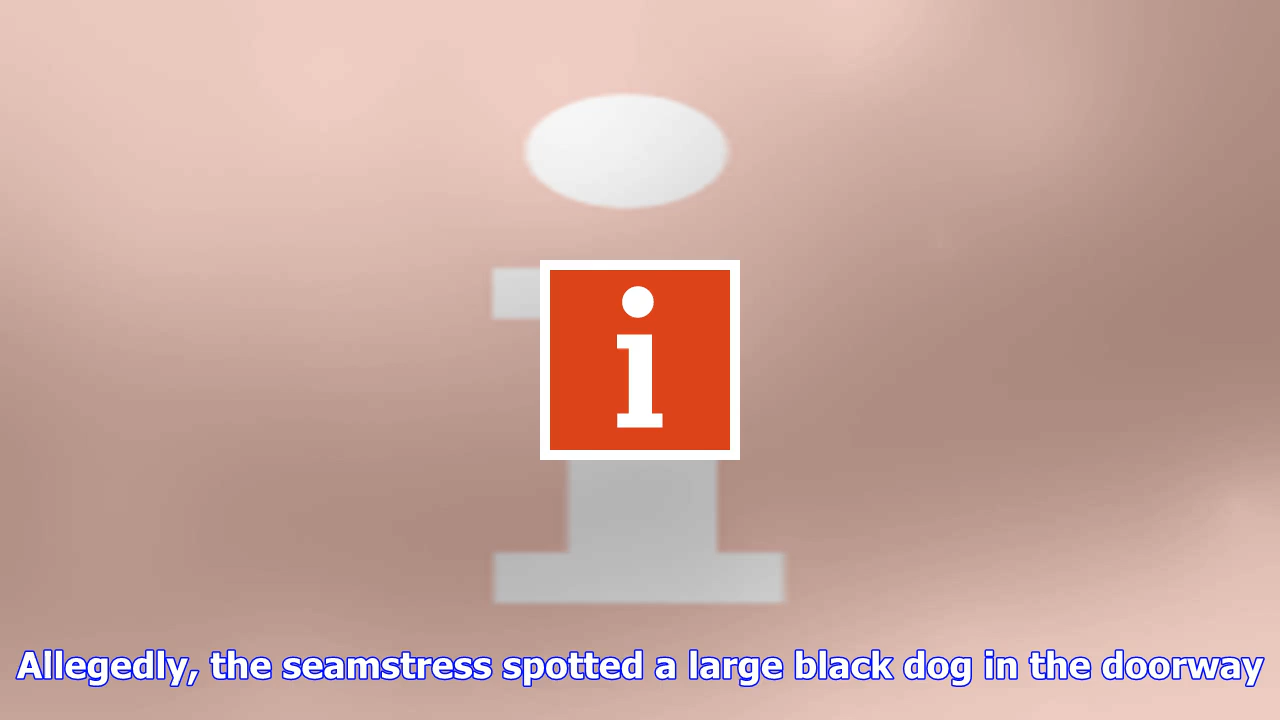 i
Allegedly, the seamstress spotted a large black dog in the doorway